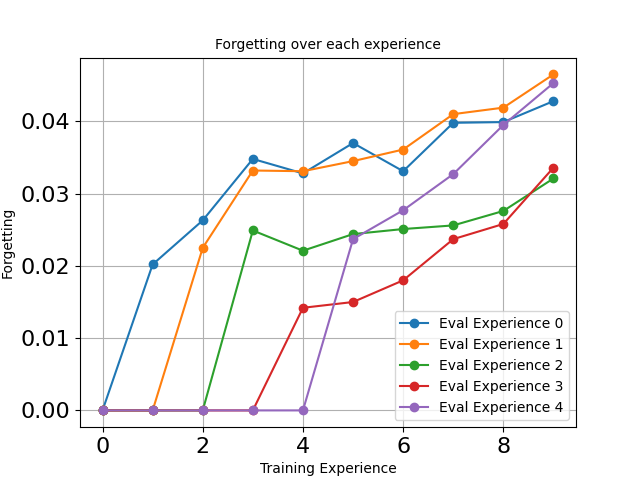 Forgetting over each experience
0.04
0.03
0.02
0.01
0.00
Forgetting
0 2 4 6 8
Training Experience
Eval Experience 0
Eval Experience 1
Eval Experience 2
Eval Experience 3
Eval Experience 4